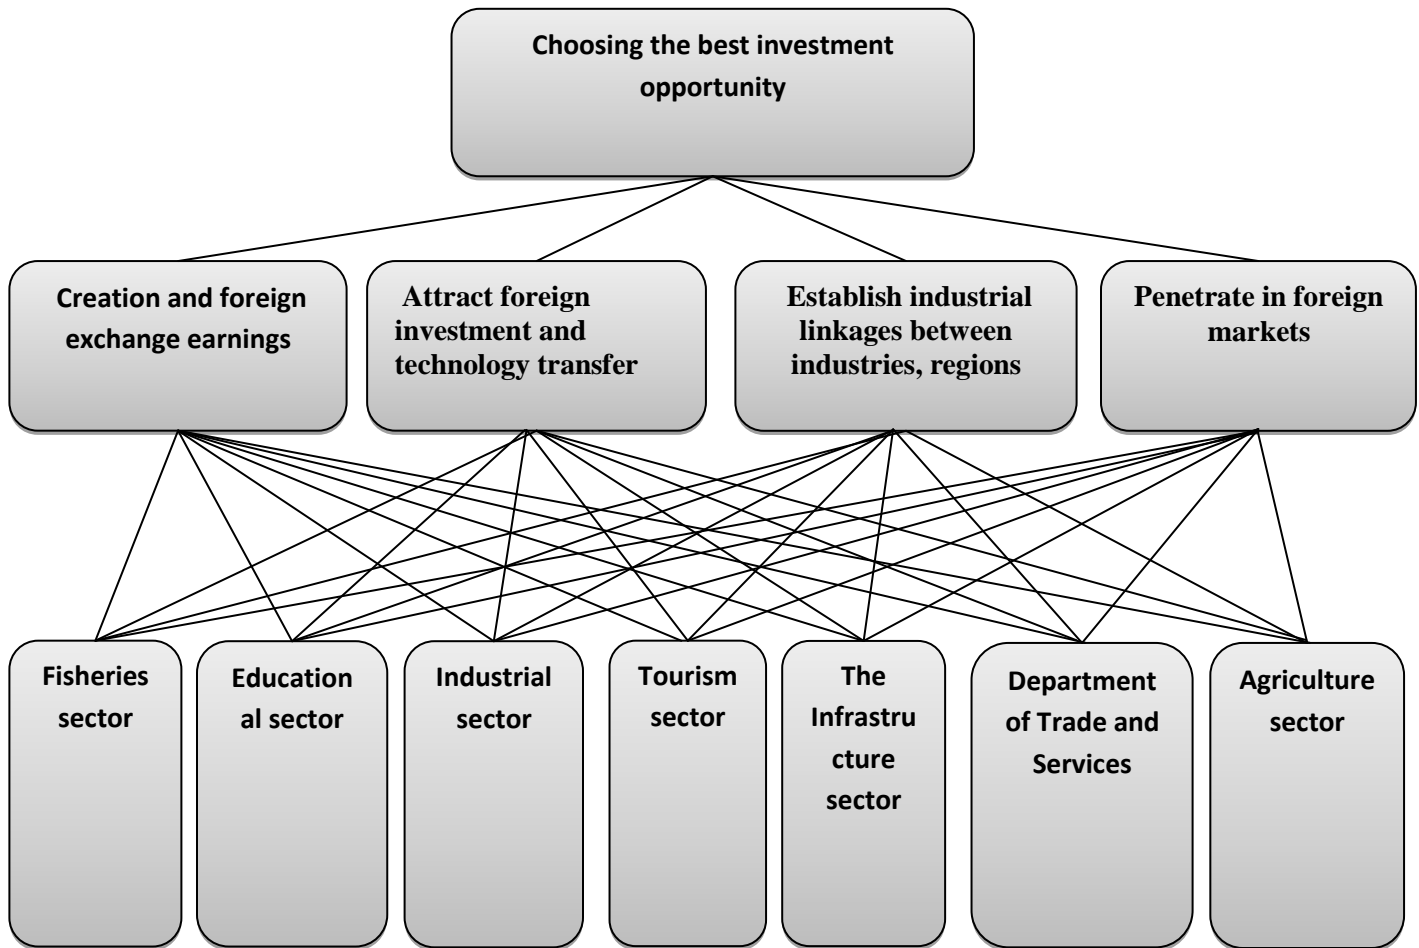 Choosing the best investment
opportunity
Creation and foreign
exchange earnings
Attract foreign
investment and
technology transfer
Establish industrial
linkages between
industries, regions
Penetrate in foreign
markets
Fisheries
sector
Education
al sector
Industrial
sector
Tourism
sector
The
Infrastru
cture
sector
Department
of Trade and
Services
Agriculture
sector